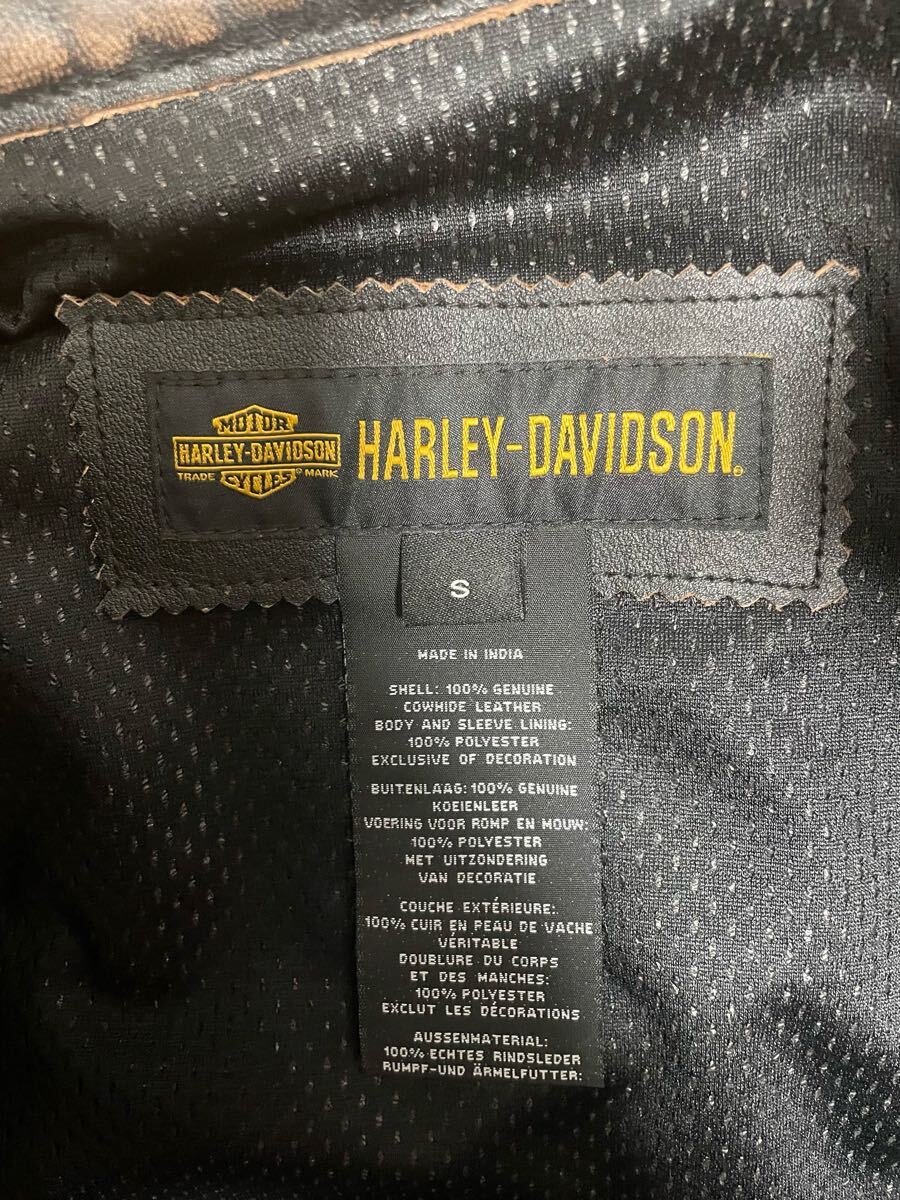 MOTOR
HARLEY-DAVIDSON
TRADE CYCLES® MARK
HARLEY-DAVIDSON®
S
MADE IN INDIA
SHELL: 100% GENUINE
COWHIDE LEATHER
BODY AND SLEEVE LINING:
100% POLYESTER
EXCLUSIVE OF DECORATION
BUITENLAAG: 100% GENUINE
KOEIENLEER
VOERING VOOR ROMP EN MOUW:
100% POLYESTER
MET UITZONDERING
VAN DECORATIE
COUCHE EXTÉRIEURE:
100% CUIR EN PEAU DE VACHE
VÉRITABLE
DOUBLURE DU CORPS
ET DES MANCHES:
100% POLYESTER
EXCLUT LES DÉCORATIONS
AUSSENMATERIAL:
100% ECHTES RINDSLEDER
RUMPF-UND ÄRMELFUTTER: